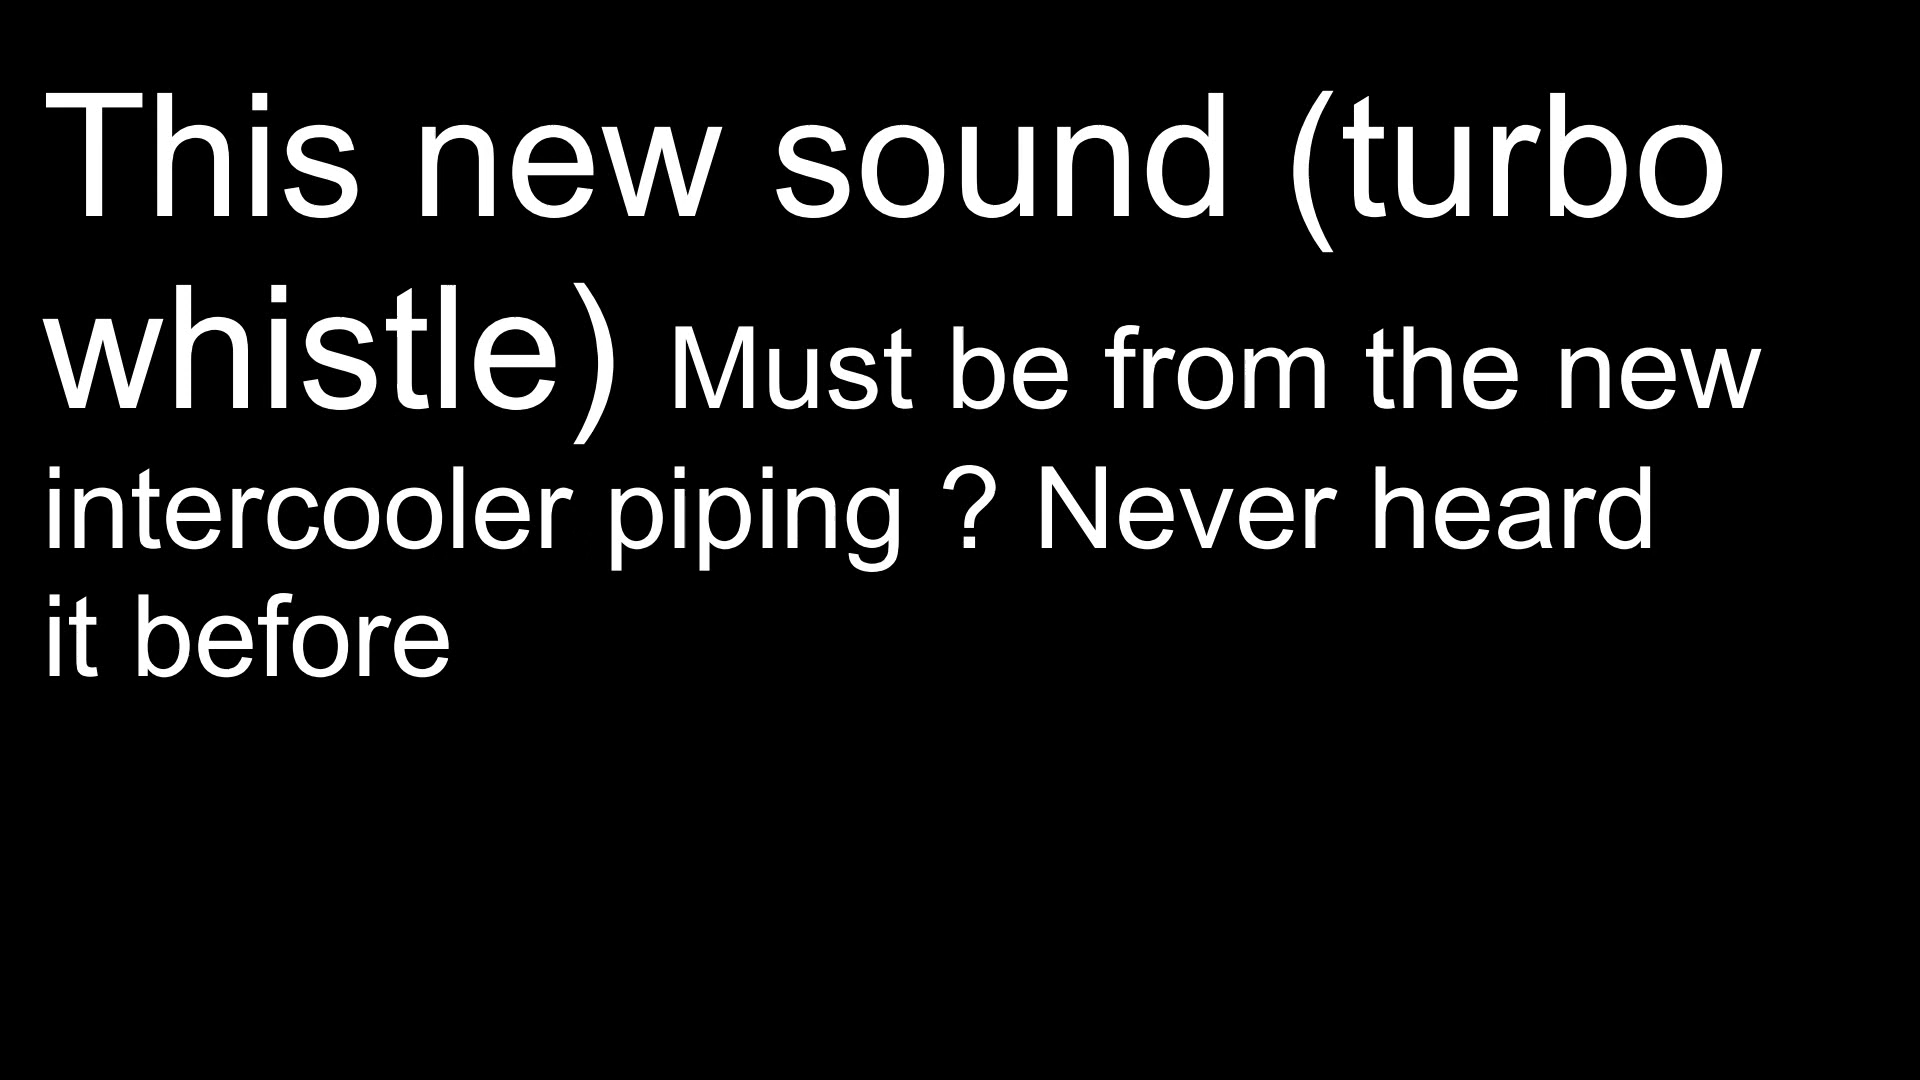 This new sound (turbo
whistle) Must be from the new
intercooler piping ? Never heard
it before